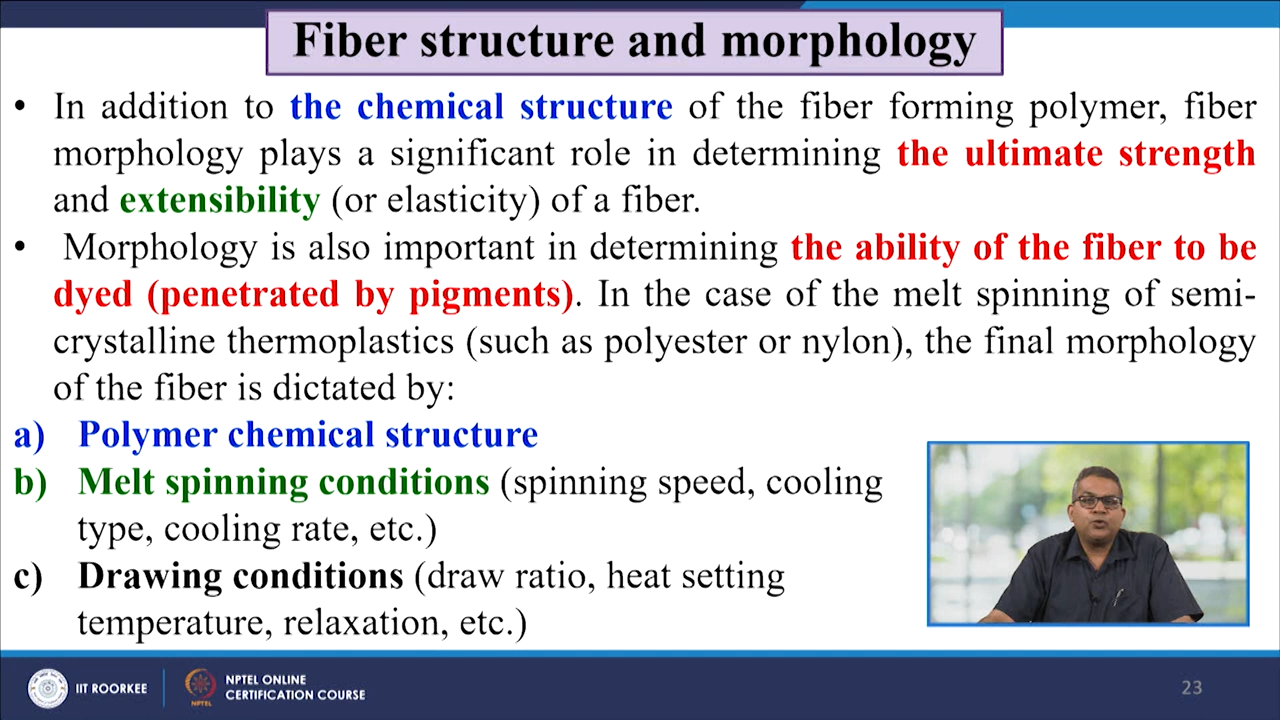 Fiber structure and morphology
• In addition to the chemical structure of the fiber forming polymer, fiber
morphology plays a significant role in determining the ultimate strength
and extensibility (or elasticity) of a fiber.
• Morphology is also important in determining the ability of the fiber to be
dyed (penetrated by pigments). In the case of the melt spinning of semi-
crystalline thermoplastics (such as polyester or nylon), the final morphology
of the fiber is dictated by:
a) Polymer chemical structure
b) Melt spinning conditions (spinning speed, cooling
type, cooling rate, etc.)
c) Drawing conditions (draw ratio, heat setting
temperature, relaxation, etc.)
IIT ROORKEE
NPTEL
NPTEL ONLINE
CERTIFICATION COURSE
23